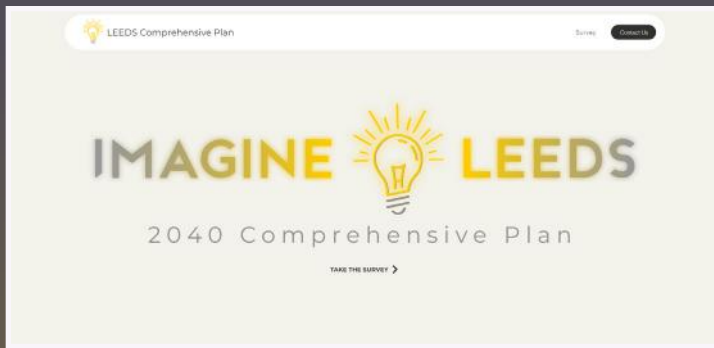 LEEDS Comprehensive Plan
Survey
Contact Us
IMAGINE LEEDS
2040 Comprehensive Plan
TAKE THE SURVEY